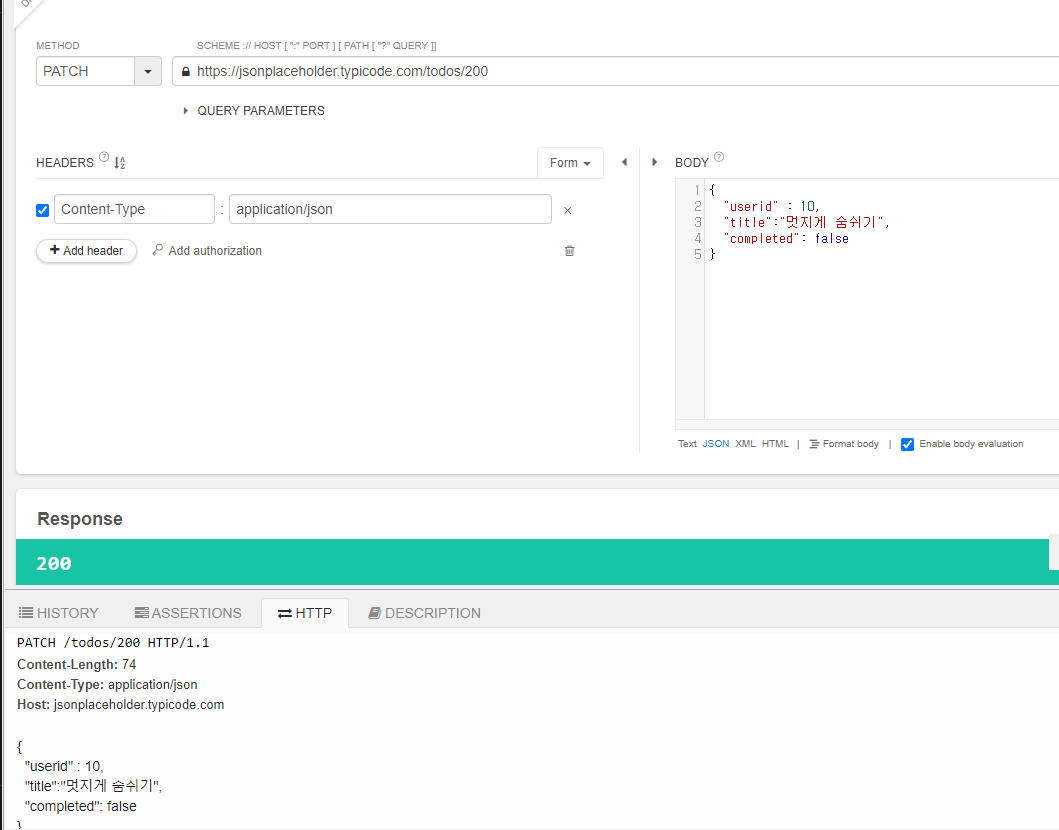 METHOD
SCHEME :// HOST [ ":" PORT ] [ PATH [ "?" QUERY ]]
PATCH
https://jsonplaceholder.typicode.com/todos/200
QUERY PARAMETERS
HEADERS ?
Form
BODY ?
Content-Type : application/json ×
+ Add header
Add authorization
1 {
2 "userid" : 10,
3 "title":"멋지게 숨쉬기",
4 "completed": false
5 }
Text JSON XML HTML | Format body | Enable body evaluation
Response
200
HISTORY ASSERTIONS HTTP DESCRIPTION
PATCH /todos/200 HTTP/1.1
Content-Length: 74
Content-Type: application/json
Host: jsonplaceholder.typicode.com
{
"userid" : 10,
"title":"멋지게 숨쉬기",
"completed": false
}